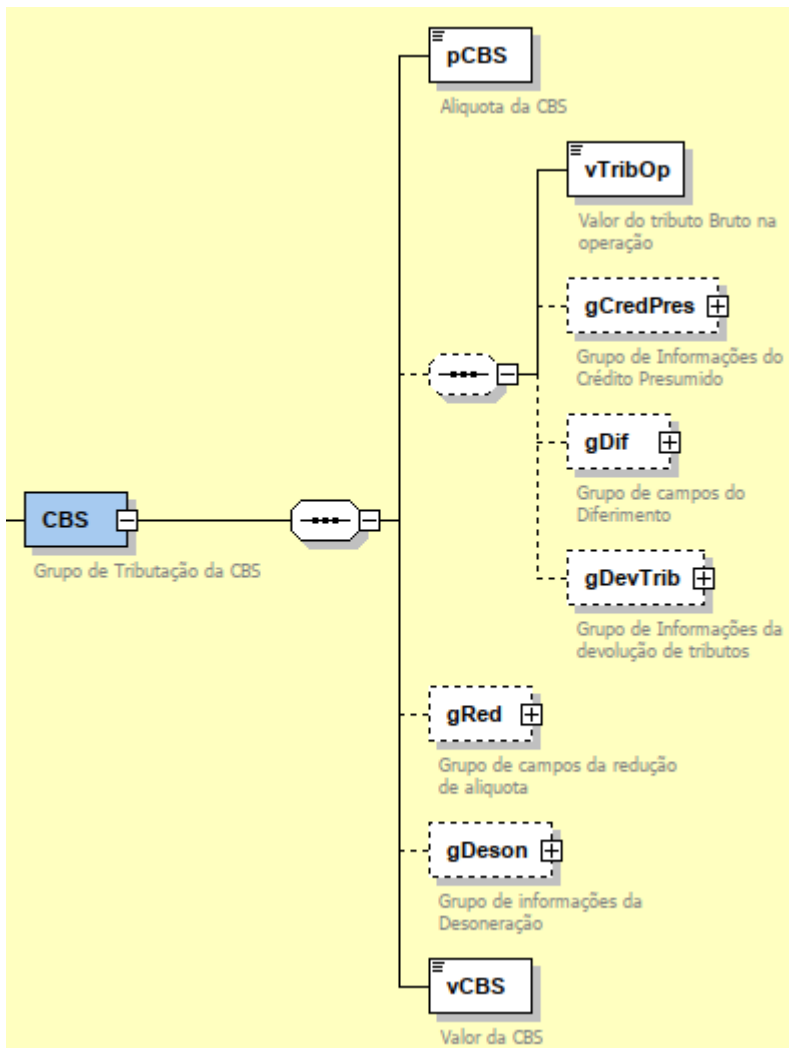 pCBS
Aliquota da CBS
vTribOp
Valor do tributo Bruto na
operação
gCredPres
Grupo de Informações do
Crédito Presumido
gDif
Grupo de campos do
Diferimento
CBS
Grupo de Tributação da CBS
gDevTrib
Grupo de Informações da
devolução de tributos
gRed
Grupo de campos da redução
de aliquota
gDeson
Grupo de informações da
Desoneração
vCBS
Valor da CBS